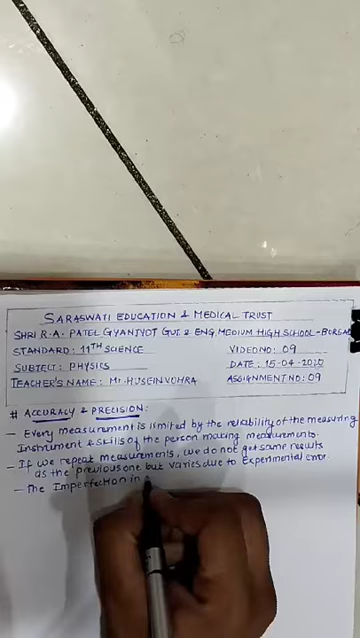 SARASWATI EDUCATION & MEDICAL TRUST
SHRI R.A. PATEL GYANJYOT GUJ. & ENG. MEDIUM HIGH SCHOOL - BORSAD
STANDARD: 11TH SCIENCE VIDEO NO: 09
SUBJECT: PHYSICS DATE: 15-04-2020
TEACHER'S NAME: Mr. HUSEIN VOHRA ASSIGNMENT NO: 09
# ACCURACY & PRECISION:
- Every measurement is limited by the reliability of the measuring
Instrument & skills of the person making measurements.
- If we repeat measurements, we do not get same results
as the previous one but varies due to Experimental error.
- The Imperfection in